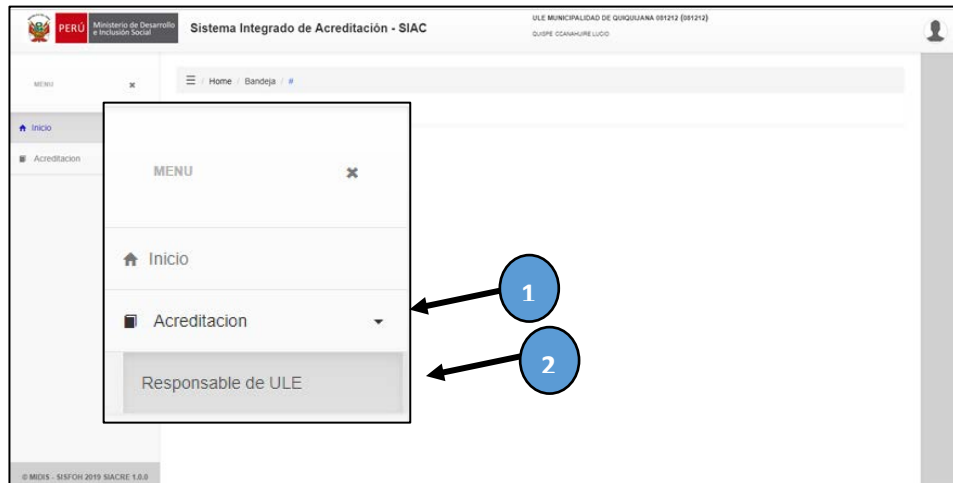 PERÚ
Ministerio de Desarrollo
e Inclusión Social
Sistema Integrado de Acreditación - SIAC
ULE MUNICIPALIDAD DE QUIQUIJANA 081212 (081212)
QUISPE CCANAHUIRE LUCIO
MENU
Home / Bandeja / #
Inicio
Acreditacion
MENU
Inicio
Acreditacion
Responsable de ULE
1
2
© MIDIS - SISFOH 2019 SIACRE 1.0.0